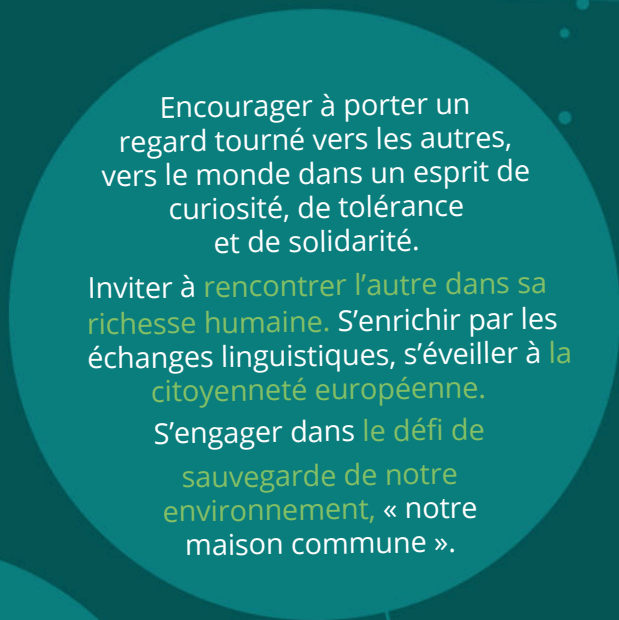 Encourager à porter un
regard tourné vers les autres,
vers le monde dans un esprit de
curiosité, de tolérance
et de solidarité.
Inviter à rencontrer l’autre dans sa
richesse humaine. S’enrichir par les
échanges linguistiques, s’éveiller à la
citoyenneté européenne.
S’engager dans le défi de
sauvegarde de notre
environnement, « notre
maison commune ».